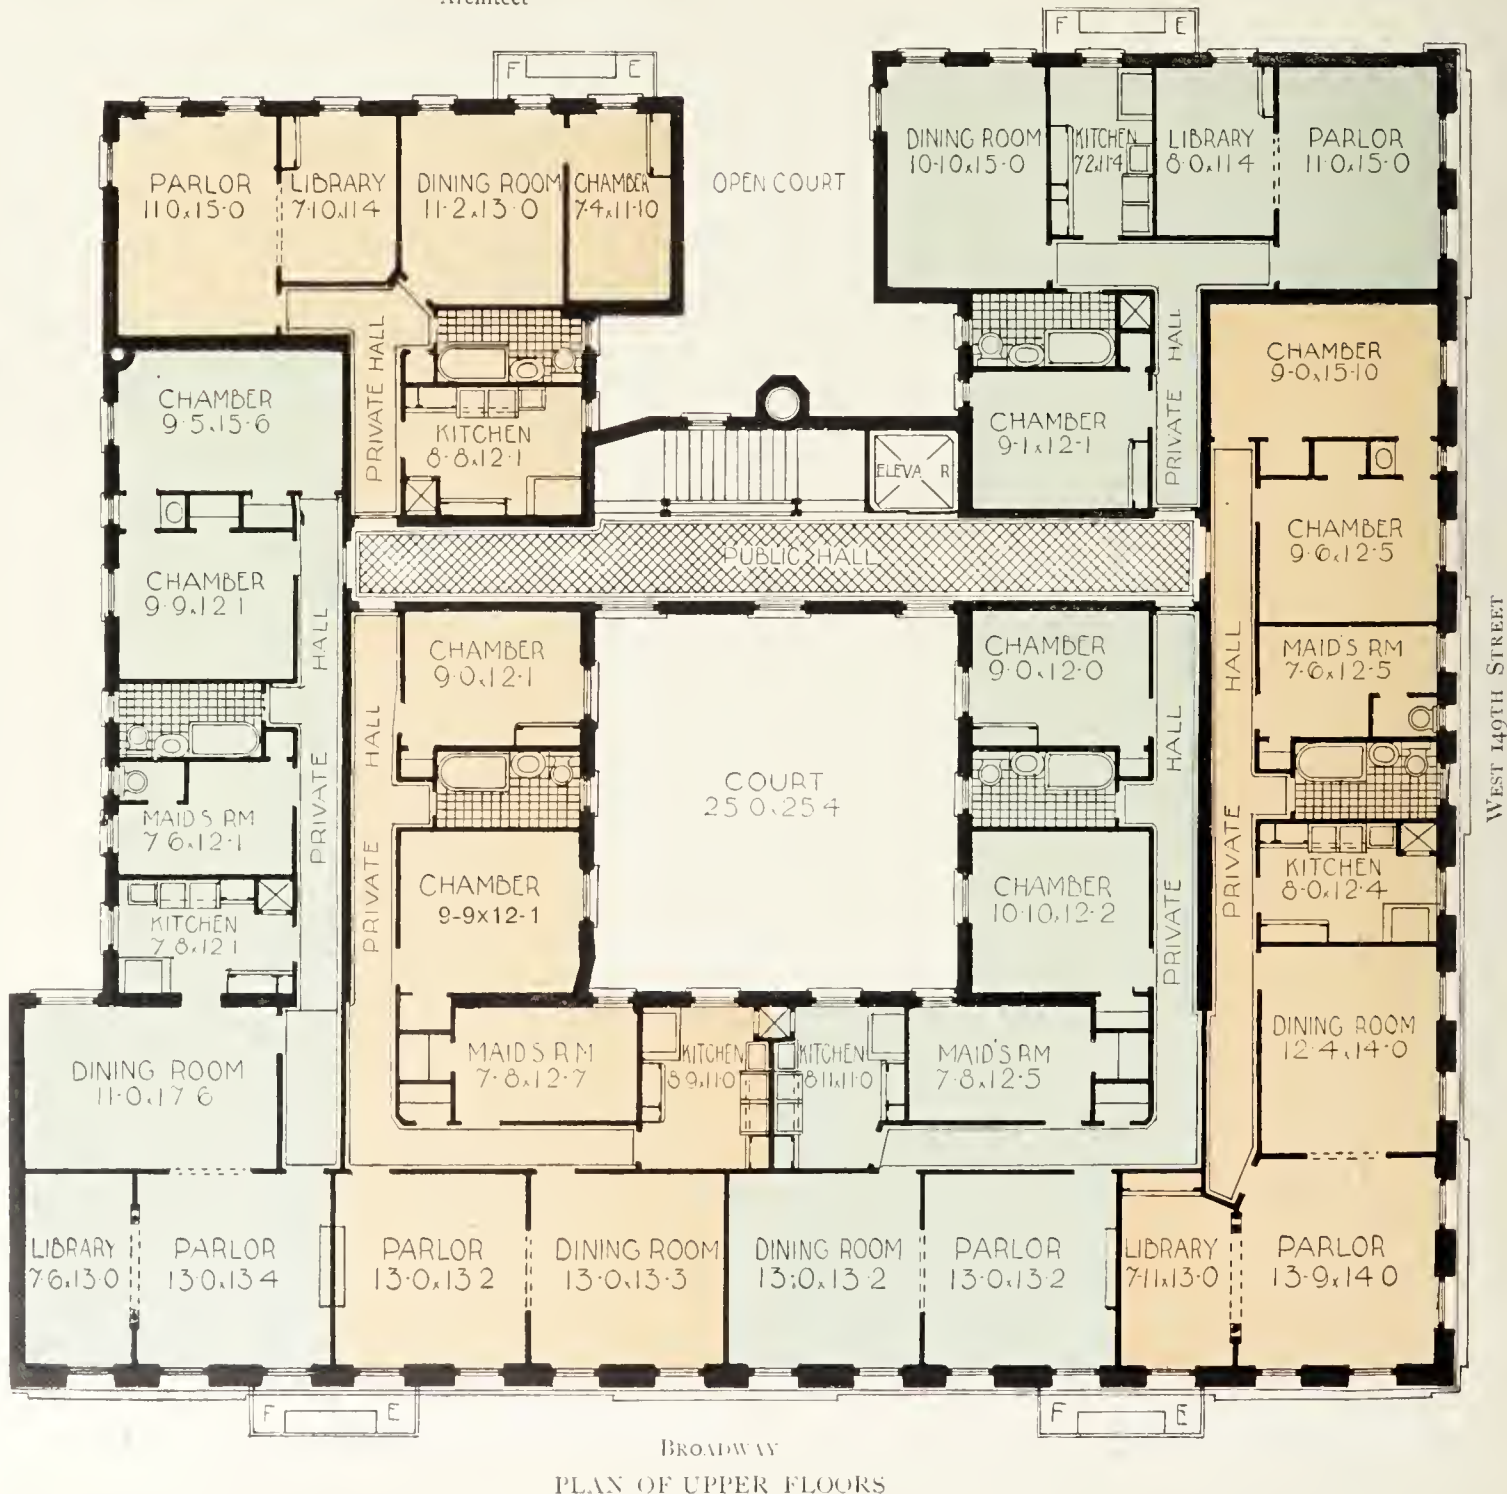 Architect
F E
F E
PARLOR
11·0x15·0
LIBRARY
7·10x11·4
DINING ROOM
11·2x13·0
CHAMBER
7·4x11·10
OPEN COURT
DINING ROOM
10·10x15·0
KITCHEN
7·2x11·4
LIBRARY
8·0x11·4
PARLOR
11·0x15·0
PRIVATE HALL
PRIVATE HALL
CHAMBER
9·5x15·6
KITCHEN
8·8x12·1
ELEVA R
CHAMBER
9·1x12·1
CHAMBER
9·0x15·10
CHAMBER
9·6x12·5
PUBLIC HALL
CHAMBER
9·9x12·1
PRIVATE HALL
CHAMBER
9·0x12·1
PRIVATE HALL
COURT
25·0x25·4
CHAMBER
9·0x12·0
PRIVATE HALL
PRIVATE HALL
MAID'S RM
7·6x12·5
WEST 149TH STREET
MAID'S RM
7·6x12·1
CHAMBER
9-9x12-1
CHAMBER
10·10x12·2
KITCHEN
8·0x12·4
KITCHEN
7·8x12·1
DINING ROOM
11·0x17·6
MAID'S RM
7·8x12·7
KITCHEN
8·9x11·0
KITCHEN
8·11x11·0
MAID'S RM
7·8x12·5
DINING ROOM
12·4x14·0
LIBRARY
7·6x13·0
PARLOR
13·0x13·4
PARLOR
13·0x13·2
DINING ROOM
13·0x13·3
DINING ROOM
13·0x13·2
PARLOR
13·0x13·2
LIBRARY
7·11x13·0
PARLOR
13·9x14·0
F E
F E
BROADWAY
PLAN OF UPPER FLOORS